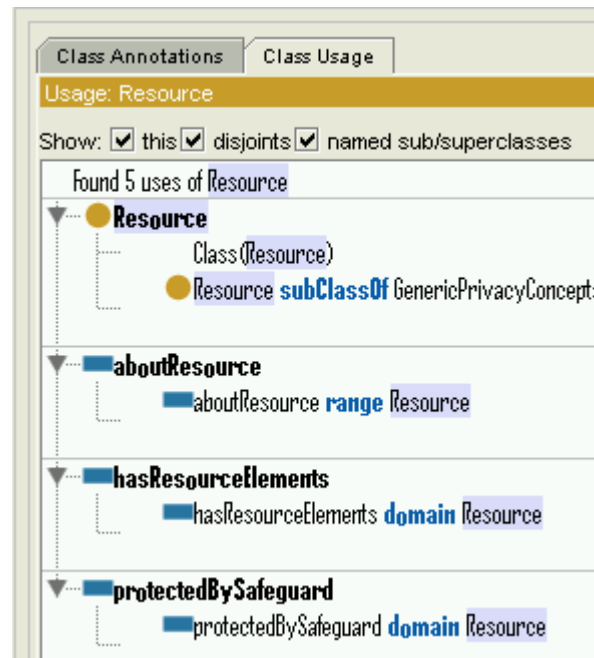 Class Annotations Class Usage
Usage: Resource
Show: this disjoints named sub/superclasses
Found 5 uses of Resource
Resource
Class(Resource)
Resource subClassOf GenericPrivacyConcepts
aboutResource
aboutResource range Resource
hasResourceElements
hasResourceElements domain Resource
protectedBySafeguard
protectedBySafeguard domain Resource